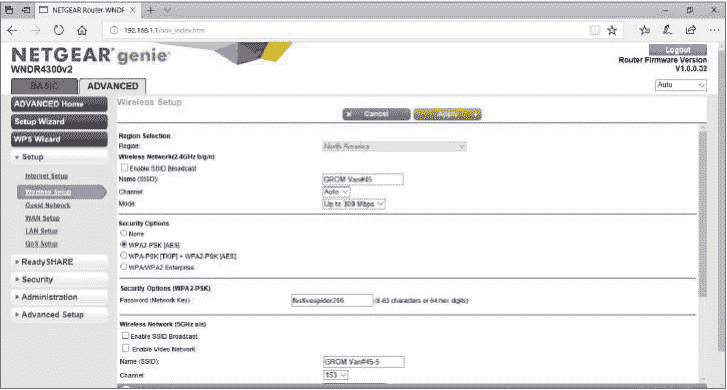 NETGEAR Router WNDR
192.168.1.1/adv_index.htm
NETGEAR genie
WNDR4300v2
Logout
Router Firmware Version
V1.0.0.32
BASIC
ADVANCED
Auto
ADVANCED Home
Setup Wizard
WPS Wizard
Setup
Internet Setup
Wireless Setup
Guest Network
WAN Setup
LAN Setup
QoS Setup
ReadySHARE
Security
Administration
Advanced Setup
Wireless Setup
Cancel
Apply
Region Selection
Region:
North America
Wireless Network(2.4GHz b/g/n)
Enable SSID Broadcast
Name (SSID):
GROM Van#45
Channel:
Auto
Mode:
Up to 300 Mbps
Security Options
None
WPA2-PSK [AES]
WPA-PSK [TKIP] + WPA2-PSK [AES]
WPA/WPA2 Enterprise
Security Options (WPA2-PSK)
Password (Network Key) :
(8-63 characters or 64 hex digits)
Wireless Network (5GHz a/n)
Enable SSID Broadcast
Enable Video Network
Name (SSID):
GROM Van#45-5
Channel:
153